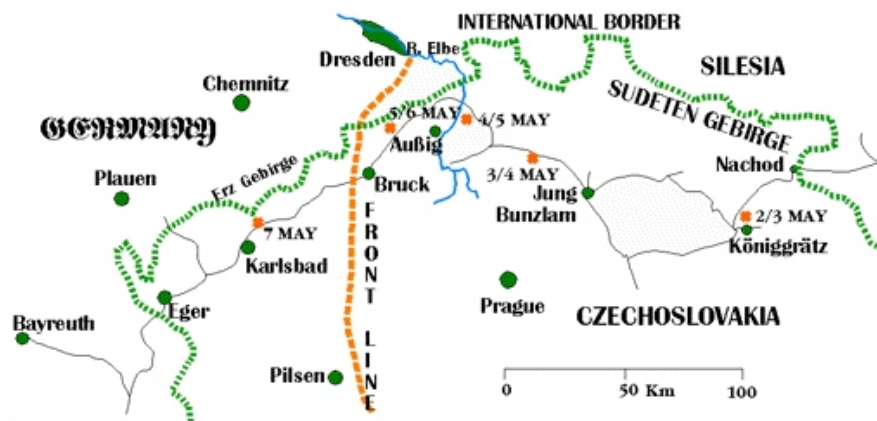 INTERNATIONAL BORDER
R. Elbe
Dresden
SILESIA
Chemnitz
SUDETEN GEBIRGE
GERMANY
5/6 MAY
4/5 MAY
Außig
Nachod
Erz Gebirge
3/4 MAY
Plauen
Bruck
Jung
Bunzlam
2/3 MAY
7 MAY
Königgrätz
Karlsbad
FRONT LINE
Prague
Eger
CZECHOSLOVAKIA
Bayreuth
Pilsen
0 50 Km 100